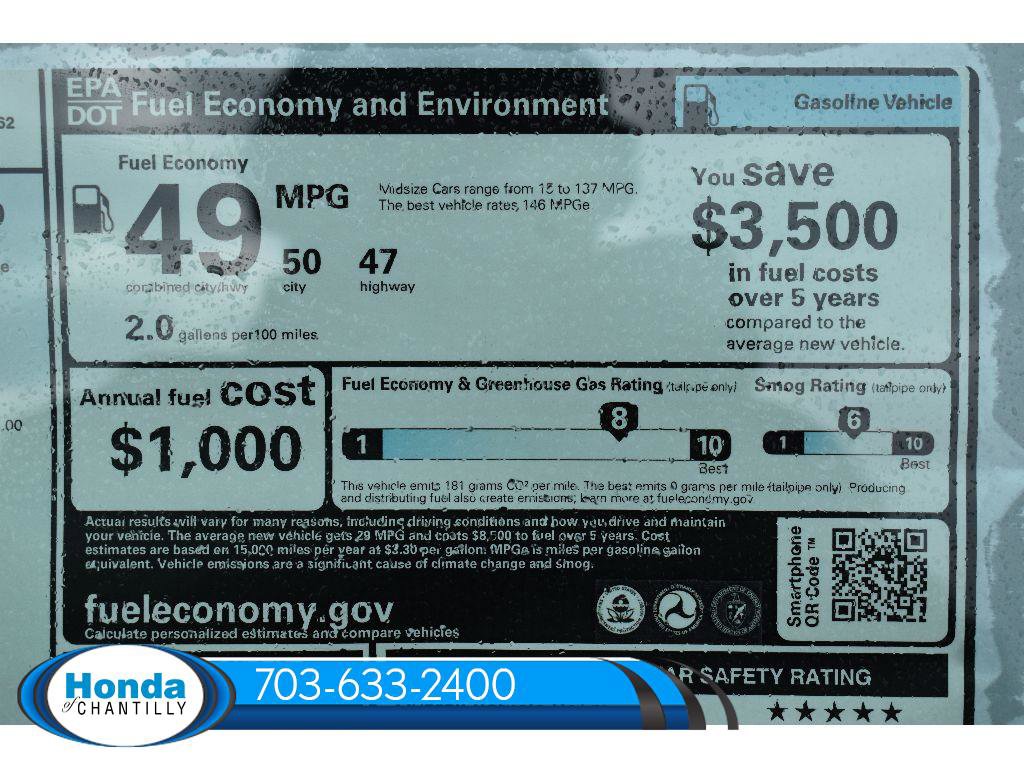 EPA
DOT
Fuel Economy and Environment
Gasoline Vehicle
52
Fuel Economy
49
MPG
combined city/hwy
50
city
47
highway
Midsize Cars range from 15 to 137 MPG.
The best vehicle rates 146 MPGe
2.0 gallons per 100 miles
You save
$3,500
in fuel costs
over 5 years
compared to the
average new vehicle.
Annual fuel cost
$1,000
.00
Fuel Economy & Greenhouse Gas Rating (tailpipe only)
8
1
10
Best
Smog Rating (tailpipe only)
6
1
10
Best
This vehicle emits 181 grams CO² per mile. The best emits 0 grams per mile (tailpipe only). Producing
and distributing fuel also create emissions; learn more at fueleconomy.gov
Actual results will vary for many reasons, including driving conditions and how you drive and maintain
your vehicle. The average new vehicle gets 29 MPG and costs $8,500 to fuel over 5 years. Cost
estimates are based on 15,000 miles per year at $3.30 per gallon. MPGe is miles per gasoline gallon
equivalent. Vehicle emissions are a significant cause of climate change and smog.
fueleconomy.gov
Calculate personalized estimates and compare vehicles
Smartphone
QR Code ™
AR SAFETY RATING
★★★★★
Honda
of CHANTILLY
703-633-2400